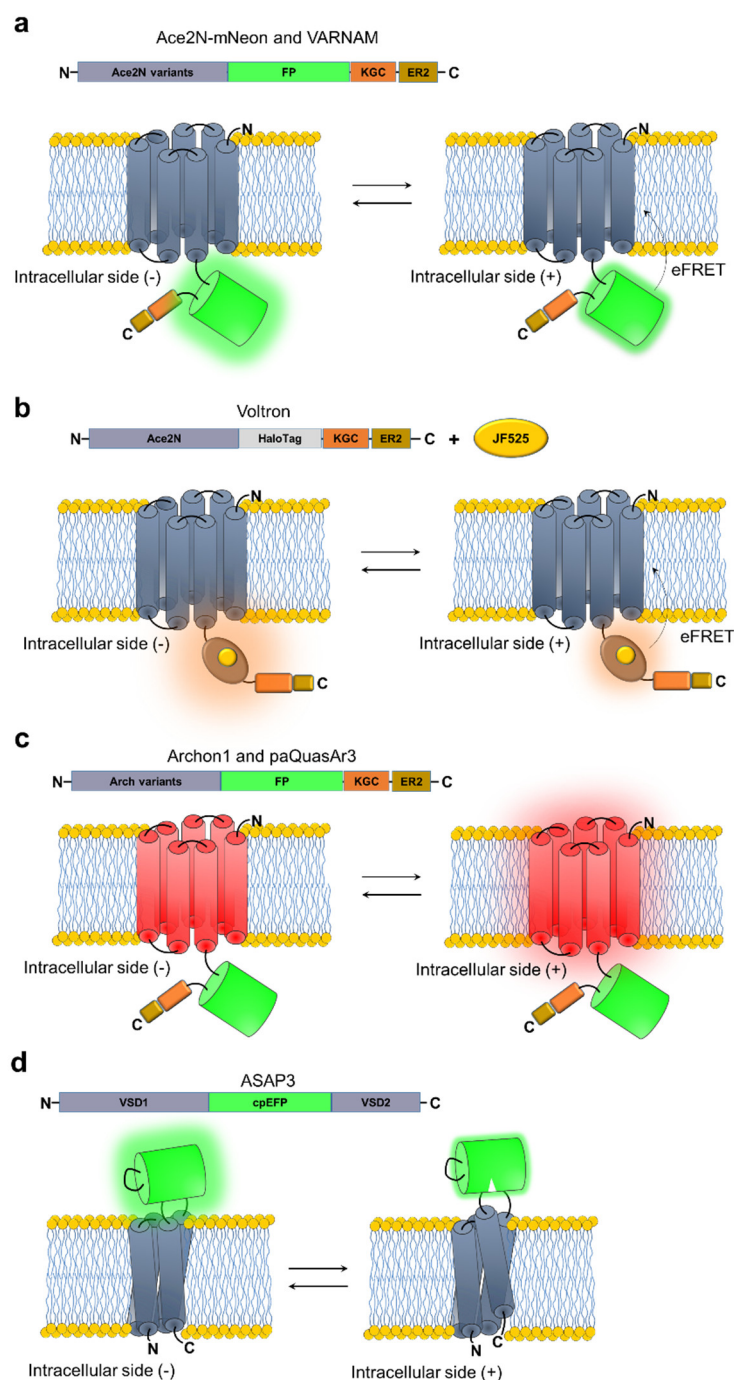 a
Ace2N-mNeon and VARNAM
N- Ace2N variants FP KGC ER2 -C
N N
Intracellular side (-) Intracellular side (+) eFRET
C C
b
Voltron
N- Ace2N HaloTag KGC ER2 -C + JF525
N N
Intracellular side (-) Intracellular side (+) eFRET
C C
c
Archon1 and paQuasAr3
N- Arch variants FP KGC ER2 -C
N N
Intracellular side (-) Intracellular side (+)
C C
d
ASAP3
N- VSD1 cpEFP VSD2 -C
N C N C
Intracellular side (-) Intracellular side (+)